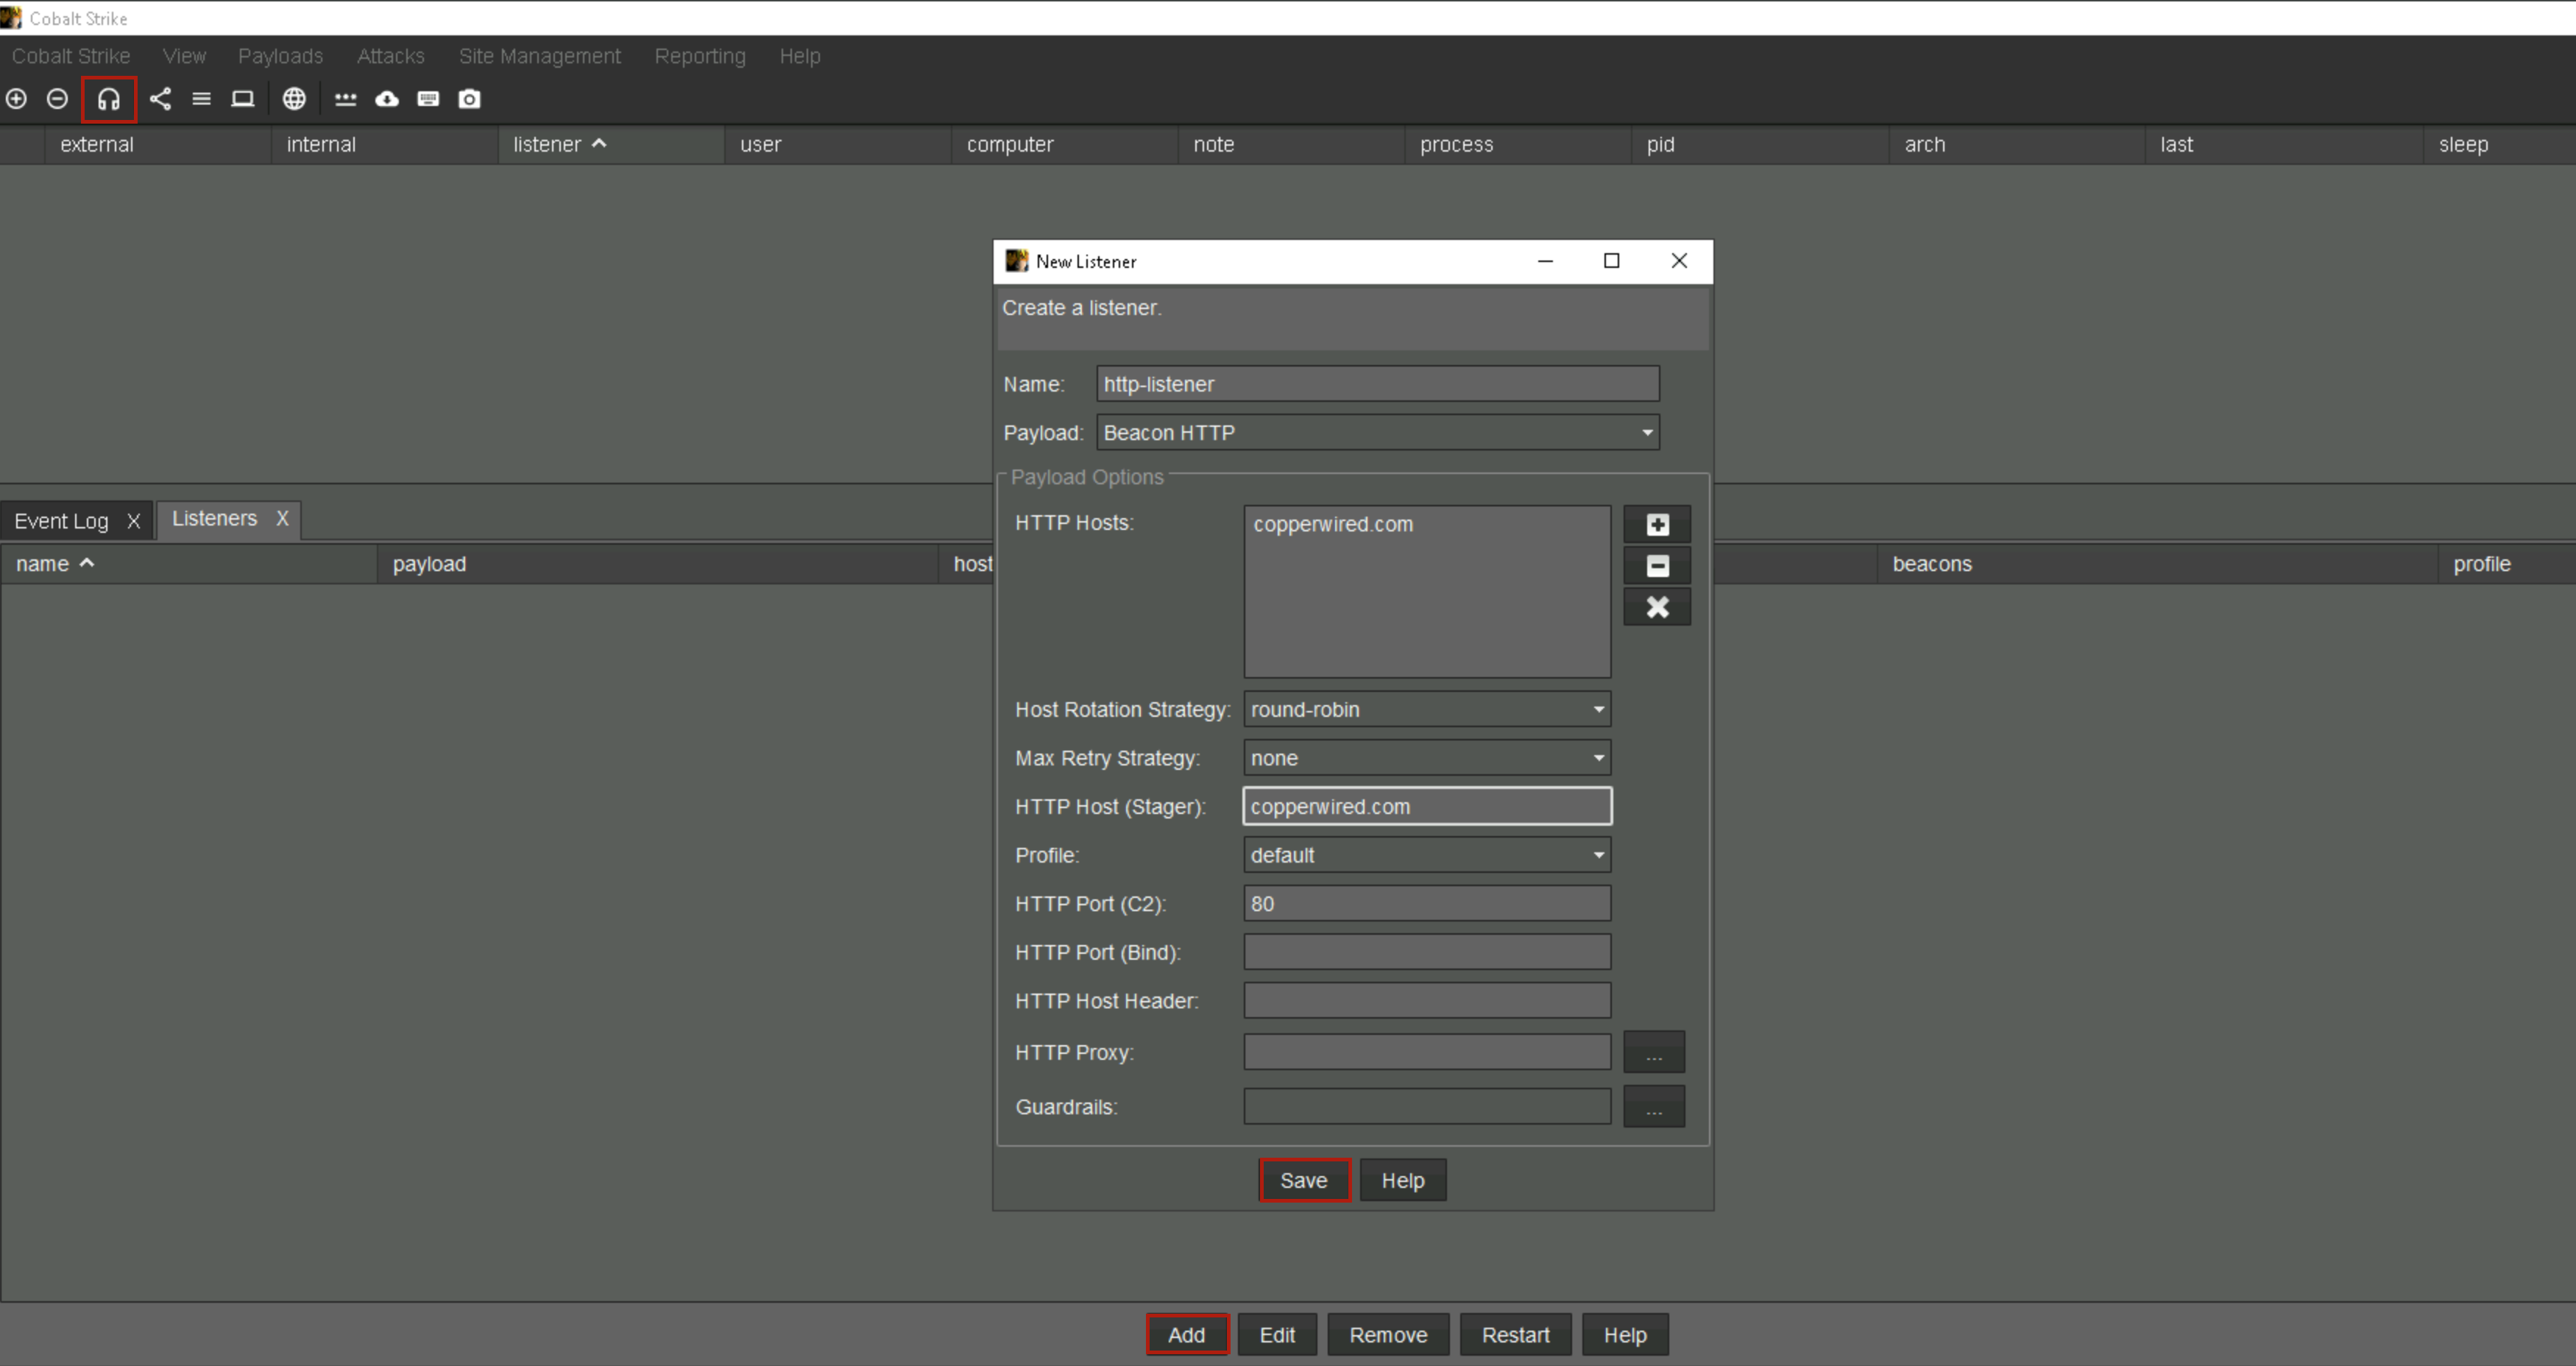 Cobalt Strike
Cobalt Strike View Payloads Attacks Site Management Reporting Help
external internal listener user computer note process pid arch last sleep
New Listener
Create a listener.
Name: http-listener
Payload: Beacon HTTP
Payload Options
HTTP Hosts: copperwired.com
Host Rotation Strategy: round-robin
Max Retry Strategy: none
HTTP Host (Stager): copperwired.com
Profile: default
HTTP Port (C2): 80
HTTP Port (Bind):
HTTP Host Header:
HTTP Proxy: ...
Guardrails: ...
Save Help
Event Log X Listeners X
name payload host beacons profile
Add Edit Remove Restart Help